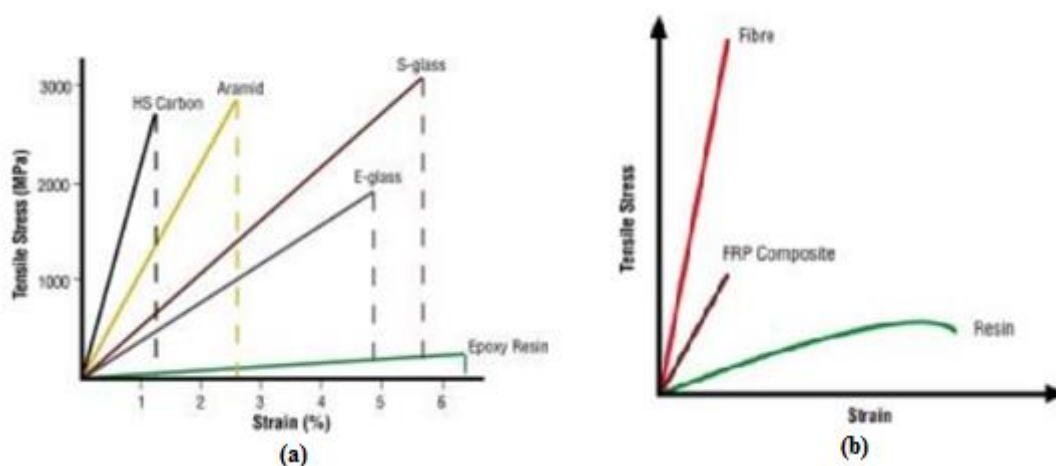 3000
2000
1000
Tensile Stress (MPa)
HS Carbon
Aramid
S-glass
E-glass
Epoxy Resin
1 2 3 4 5 6
Strain (%)
(a)
Tensile Stress
Fibre
FRP Composite
Resin
Strain
(b)